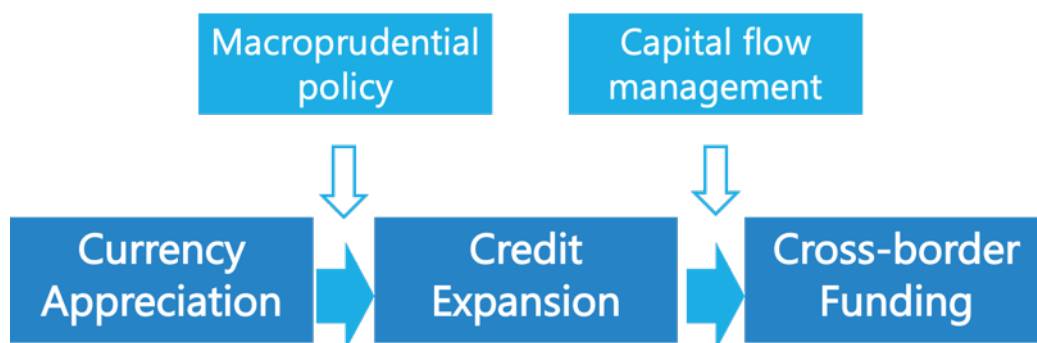 Macroprudential
policy
Capital flow
management
Currency
Appreciation
Credit
Expansion
Cross-border
Funding